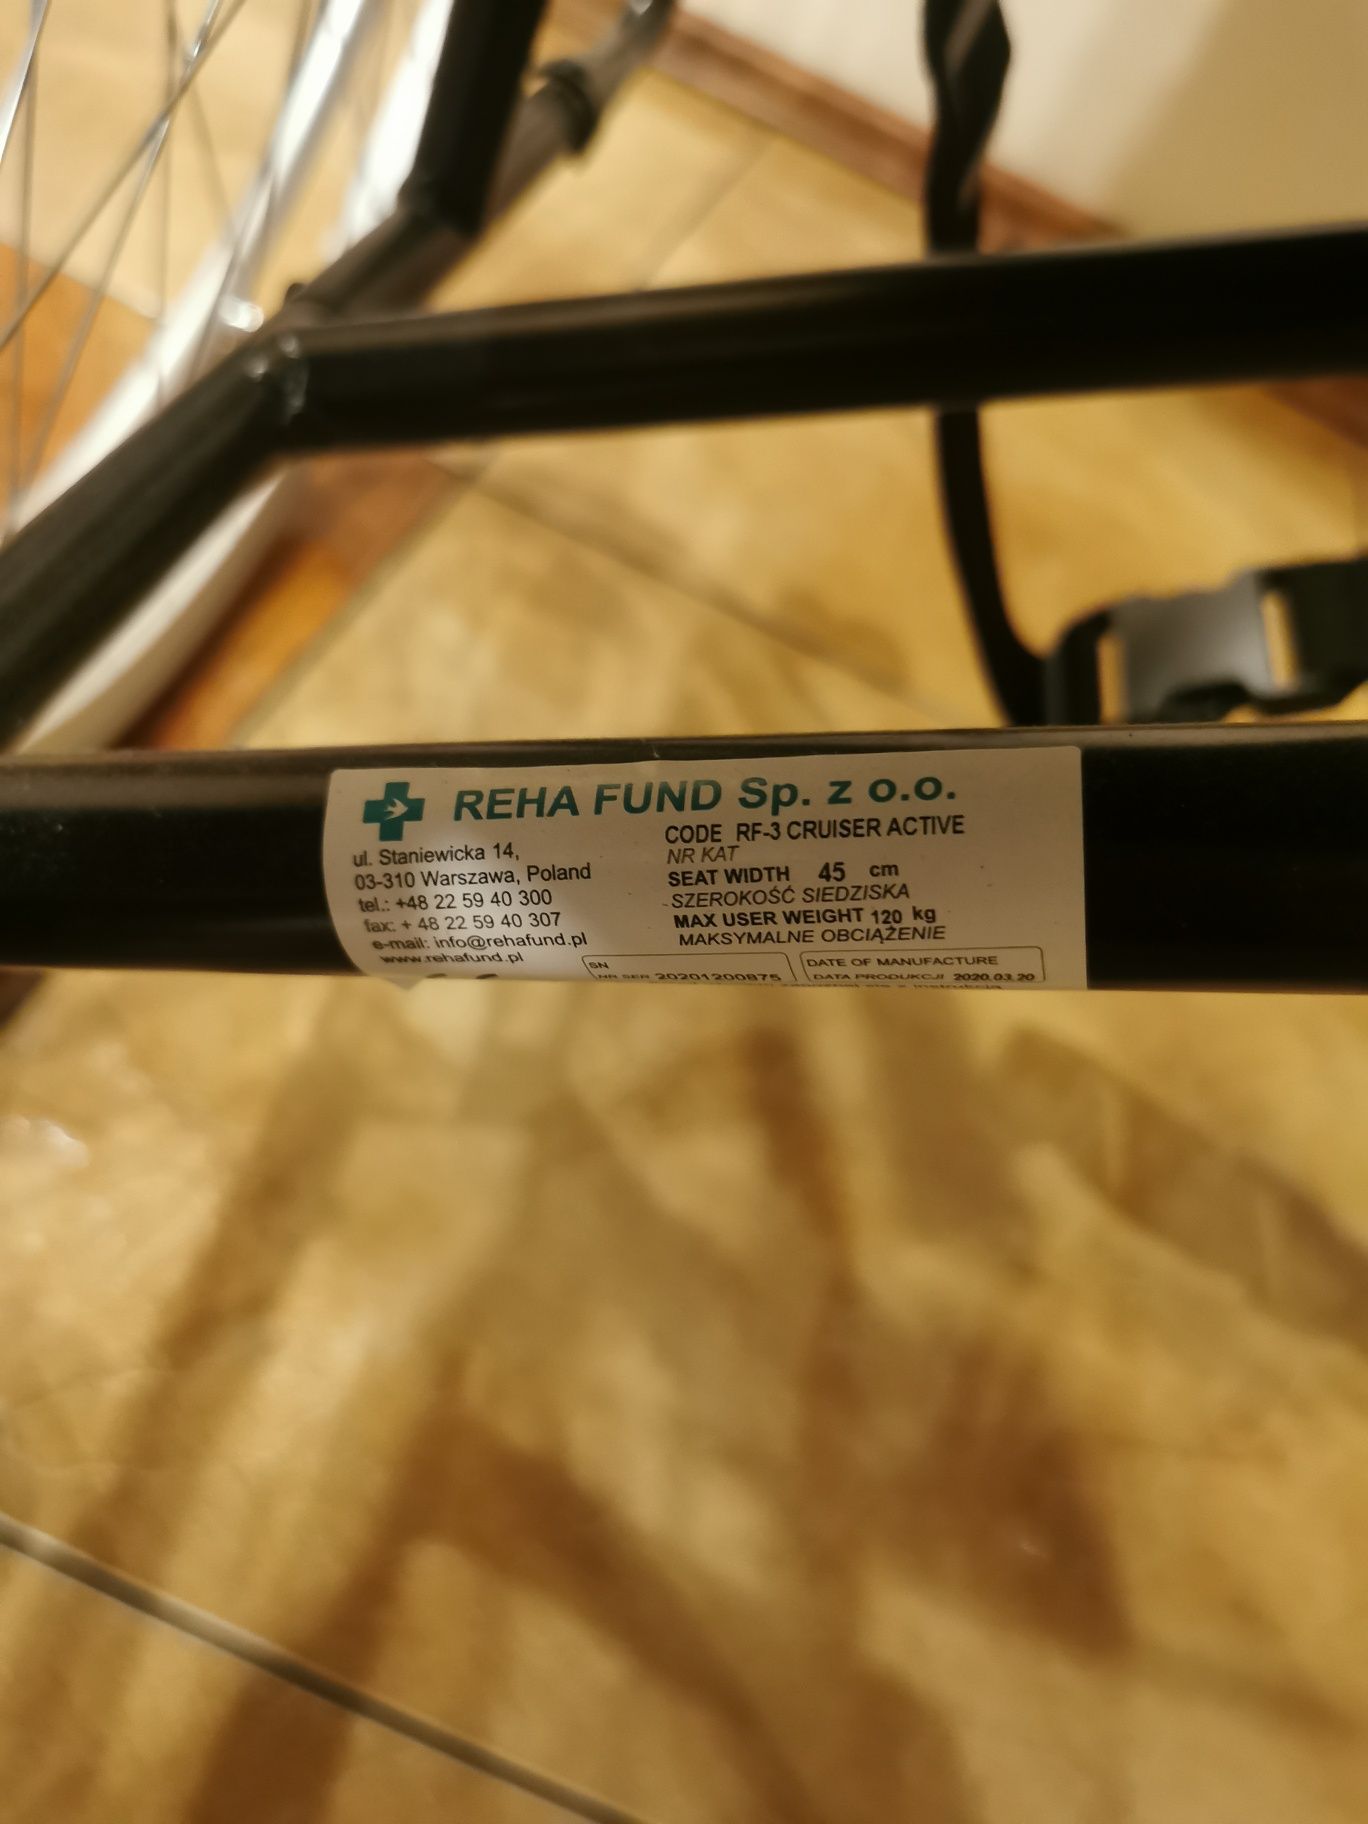 REHA FUND Sp. z o.o.
ul. Staniewicka 14,
03-310 Warszawa, Poland
tel.: +48 22 59 40 300
fax: + 48 22 59 40 307
e-mail: info@rehafund.pl
www.rehafund.pl
CODE RF-3 CRUISER ACTIVE
NR KAT
SEAT WIDTH 45 cm
SZEROKOŚĆ SIEDZISKA
MAX USER WEIGHT 120 kg
MAKSYMALNE OBCIĄŻENIE
SN
NR SER 20201200875
DATE OF MANUFACTURE
DATA PRODUKCJI 2020.03.20